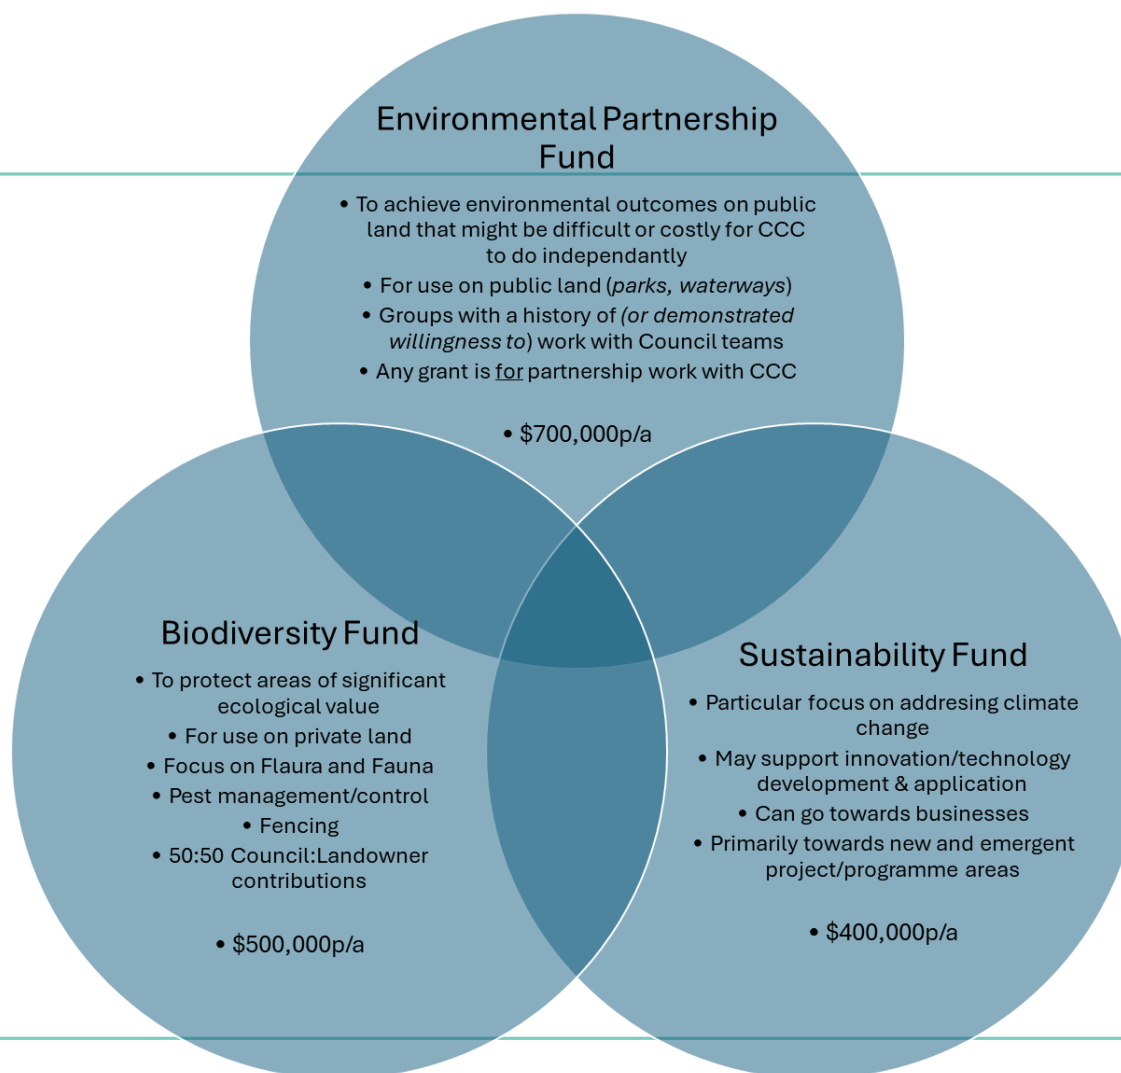 Environmental Partnership
Fund
• To achieve environmental outcomes on public
land that might be difficult or costly for CCC
to do independantly
• For use on public land (parks, waterways)
• Groups with a history of (or demonstrated
willingness to) work with Council teams
• Any grant is for partnership work with CCC
• $700,000p/a
Biodiversity Fund
• To protect areas of significant
ecological value
• For use on private land
• Focus on Flaura and Fauna
• Pest management/control
• Fencing
• 50:50 Council:Landowner
contributions
• $500,000p/a
Sustainability Fund
• Particular focus on addresing climate
change
• May support innovation/technology
development & application
• Can go towards businesses
• Primarily towards new and emergent
project/programme areas
• $400,000p/a